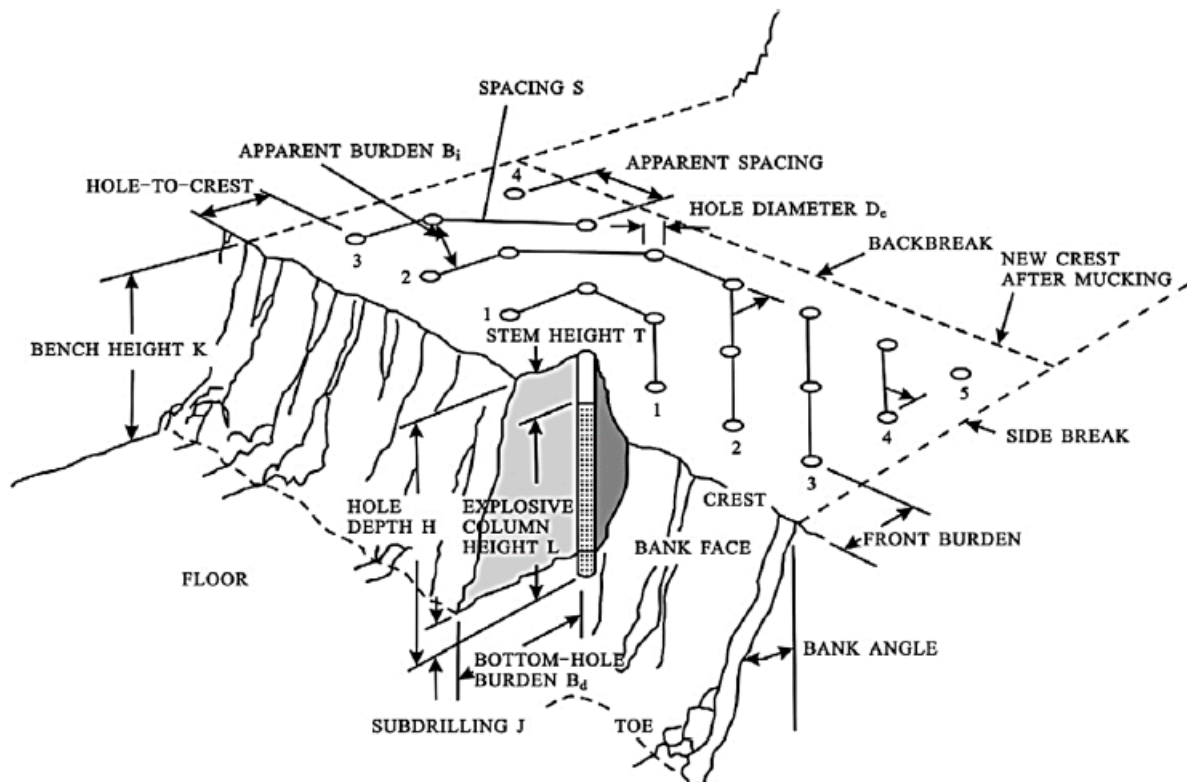 SPACING S
APPARENT BURDEN Bi
HOLE-TO-CREST
4
APPARENT SPACING
HOLE DIAMETER De
BACKBREAK
NEW CREST
AFTER MUCKING
3
2
1
STEM HEIGHT T
BENCH HEIGHT K
1
2
3
4
5
SIDE BREAK
CREST
FRONT BURDEN
HOLE
DEPTH H
EXPLOSIVE
COLUMN
HEIGHT L
BANK FACE
FLOOR
BANK ANGLE
BOTTOM-HOLE
BURDEN Bd
SUBDRILLING J
TOE